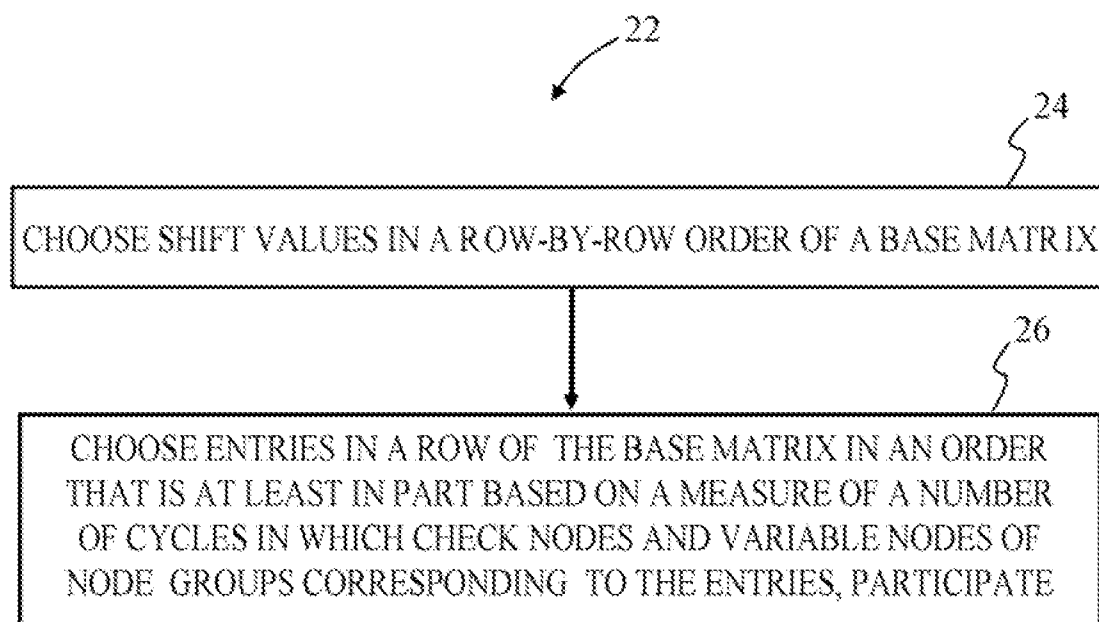 22
24
CHOOSE SHIFT VALUES IN A ROW-BY-ROW ORDER OF A BASE MATRIX
26
CHOOSE ENTRIES IN A ROW OF THE BASE MATRIX IN AN ORDER
THAT IS AT LEAST IN PART BASED ON A MEASURE OF A NUMBER
OF CYCLES IN WHICH CHECK NODES AND VARIABLE NODES OF
NODE GROUPS CORRESPONDING TO THE ENTRIES, PARTICIPATE